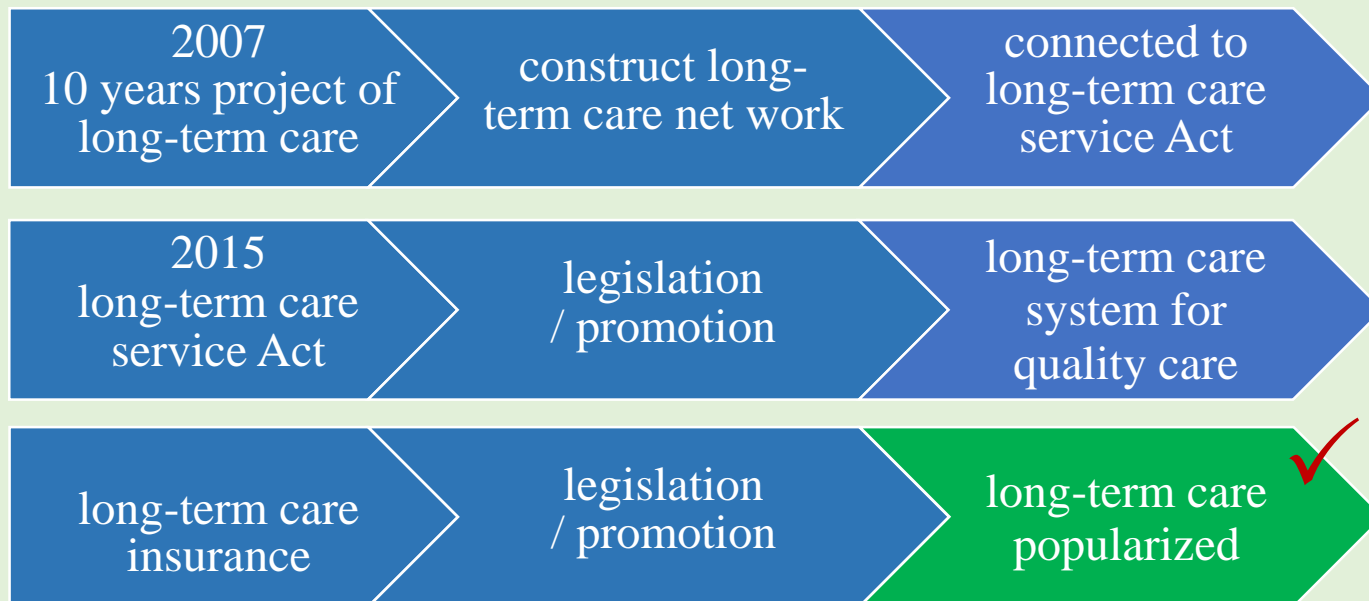 2007
10 years project of
long-term care
construct long-
term care net work
connected to
long-term care
service Act
2015
long-term care
service Act
legislation
/ promotion
long-term care
system for
quality care
long-term care
insurance
legislation
/ promotion
long-term care
popularized